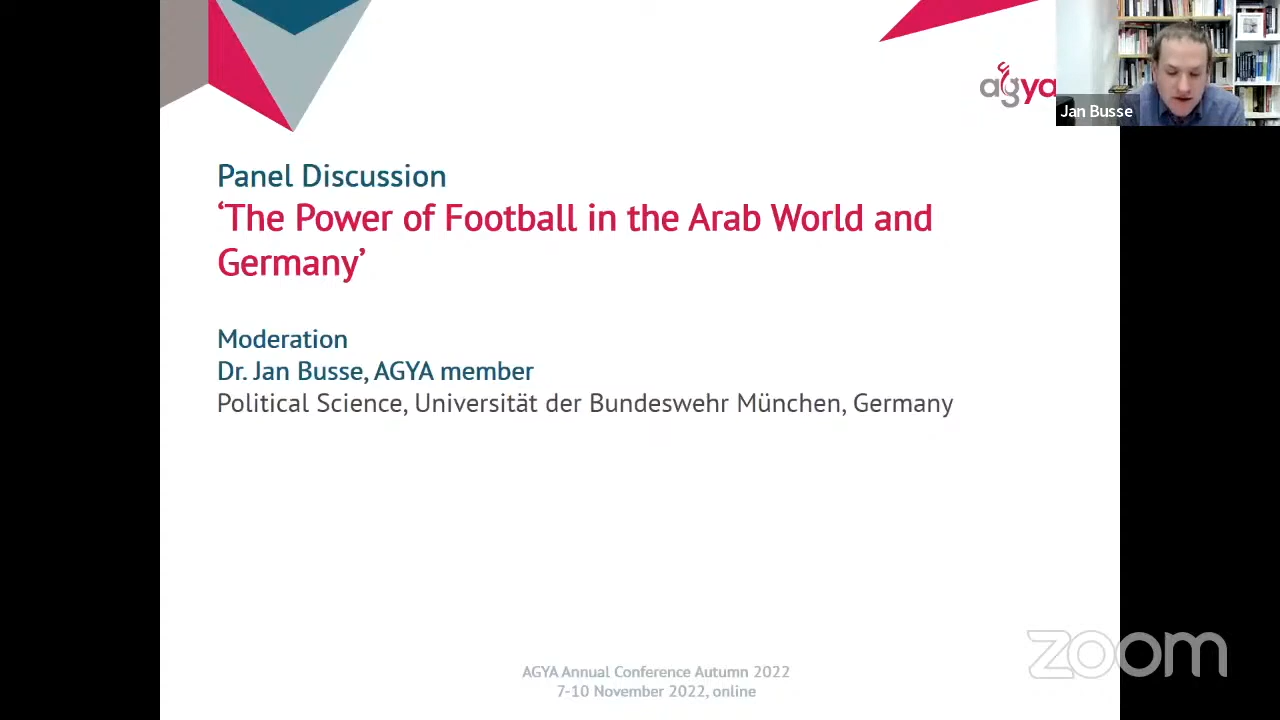 agya
Jan Busse
Panel Discussion
‘The Power of Football in the Arab World and
Germany’
Moderation
Dr. Jan Busse, AGYA member
Political Science, Universität der Bundeswehr München, Germany
zoom
AGYA Annual Conference Autumn 2022
7-10 November 2022, online